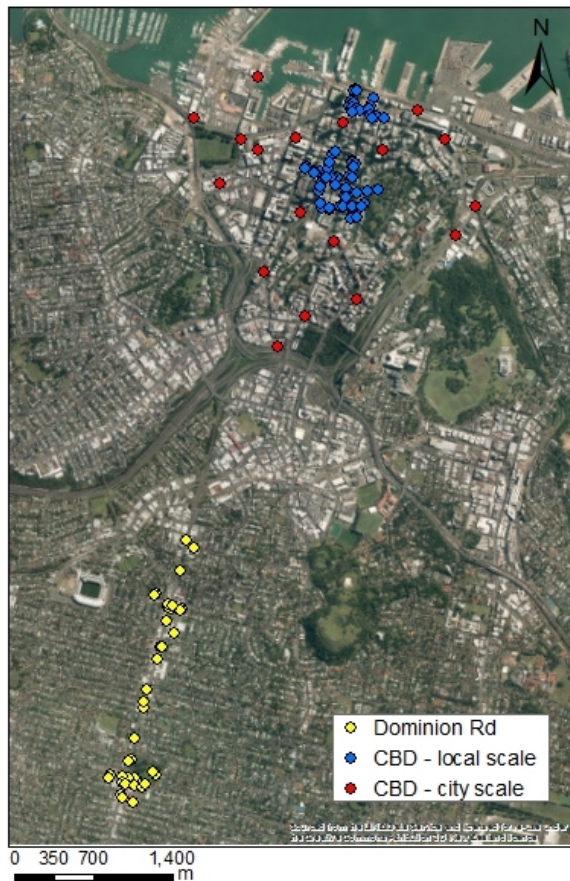 N
Dominion Rd
CBD - local scale
CBD - city scale
0 350 700 1,400
m